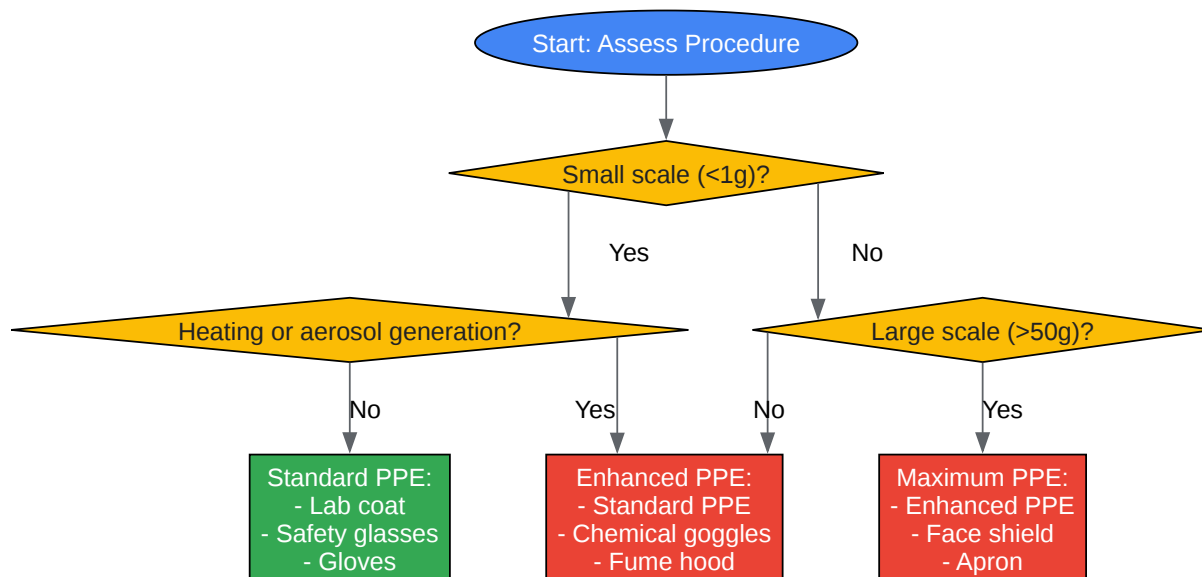 Start: Assess Procedure
Small scale (<1g)?
Yes
No
Heating or aerosol generation?
Large scale (>50g)?
No
Yes
No
Yes
Standard PPE:
- Lab coat
- Safety glasses
- Gloves
Enhanced PPE:
- Standard PPE
- Chemical goggles
- Fume hood
Maximum PPE:
- Enhanced PPE
- Face shield
- Apron